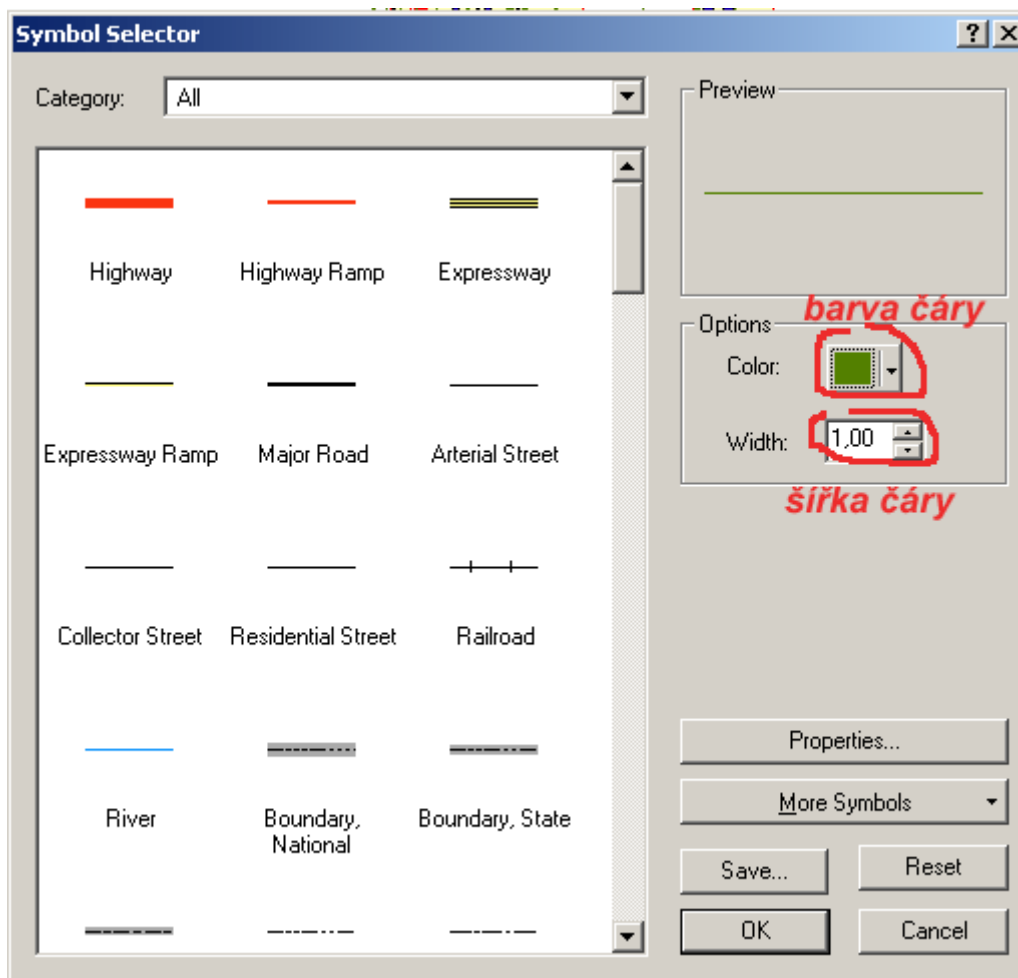 Symbol Selector
Category: All
Highway
Highway Ramp
Expressway
Expressway Ramp
Major Road
Arterial Street
Collector Street
Residential Street
Railroad
River
Boundary,
National
Boundary, State
Preview
barva čáry
Options
Color:
Width: 1,00
šířka čáry
Properties...
More Symbols
Save...
Reset
OK
Cancel